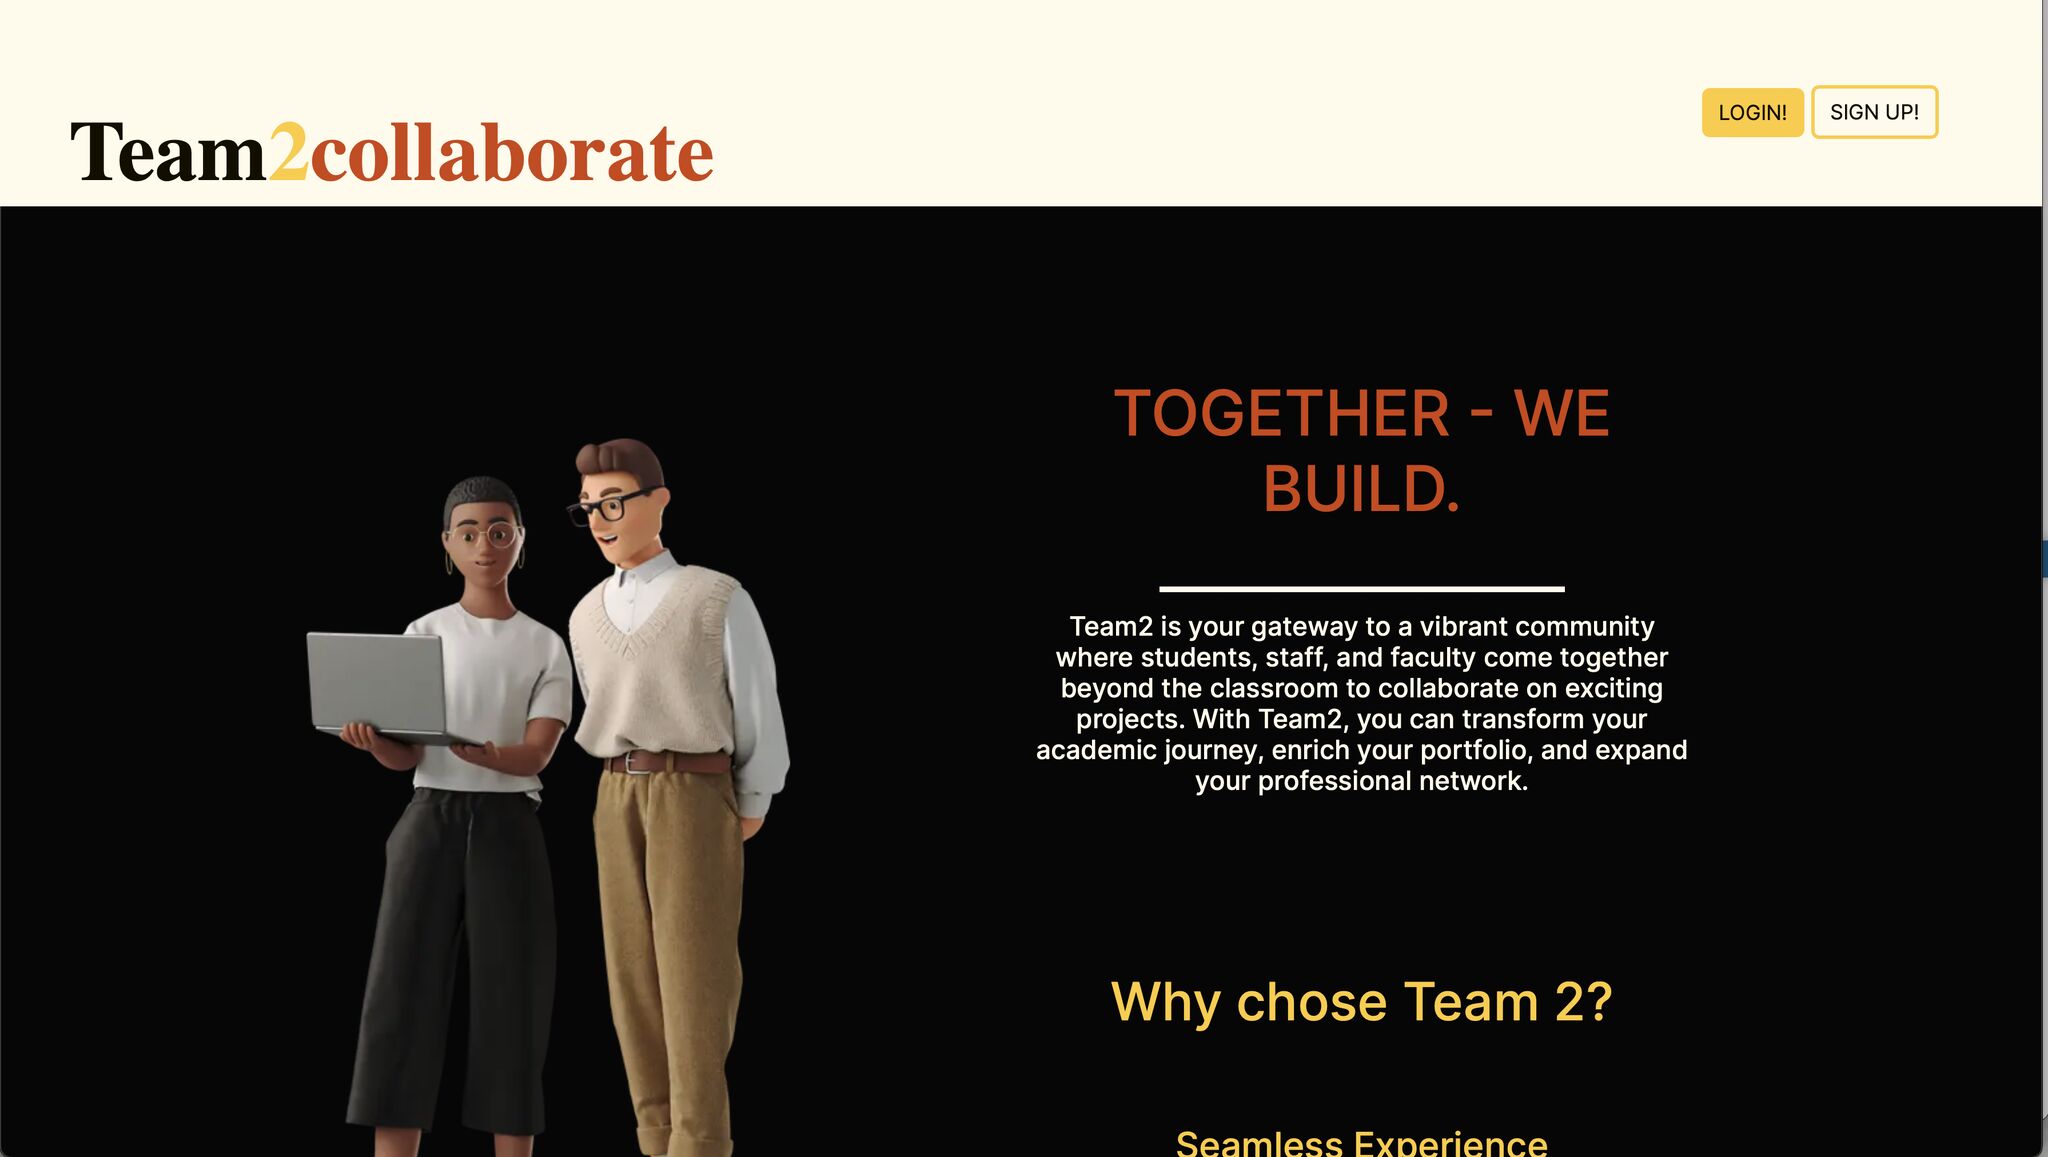 Team2collaborate
LOGIN!
SIGN UP!
TOGETHER - WE
BUILD.
Team2 is your gateway to a vibrant community
where students, staff, and faculty come together
beyond the classroom to collaborate on exciting
projects. With Team2, you can transform your
academic journey, enrich your portfolio, and expand
your professional network.
Why chose Team 2?
Seamless Experience